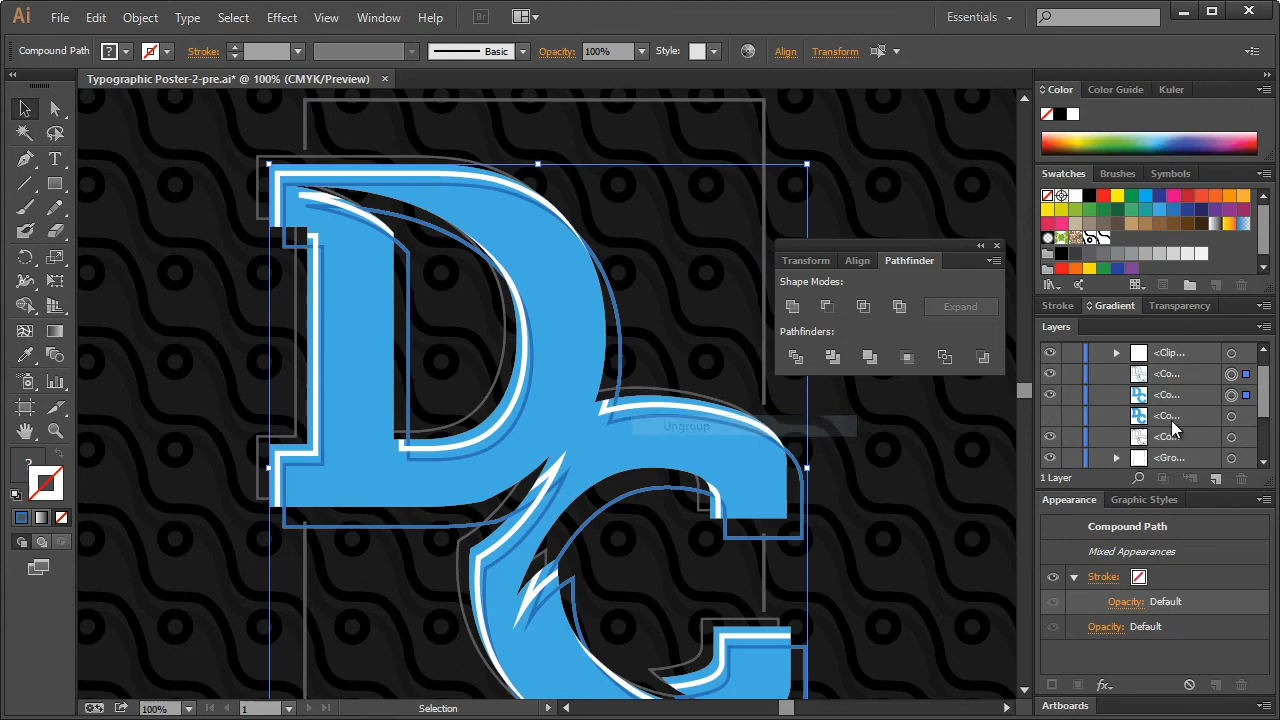 Ai File Edit Object Type Select Effect View Window Help Br Essentials
Compound Path ? Stroke: Basic Opacity: 100% Style: Align Transform
Typographic Poster-2-pre.ai* @ 100% (CMYK/Preview) ×
Color Color Guide Kuler
Swatches Brushes Symbols
Transform Align Pathfinder
Shape Modes:
Expand
Pathfinders:
Stroke Gradient Transparency
Layers
<Clip...
<Co...
<Co...
<Co...
<Co...
<Gro...
Ungroup
1 Layer
Appearance Graphic Styles
Compound Path
Mixed Appearances
Stroke:
Opacity: Default
Opacity: Default
fx
Artboards
DC
T
?
100% 1 Selection